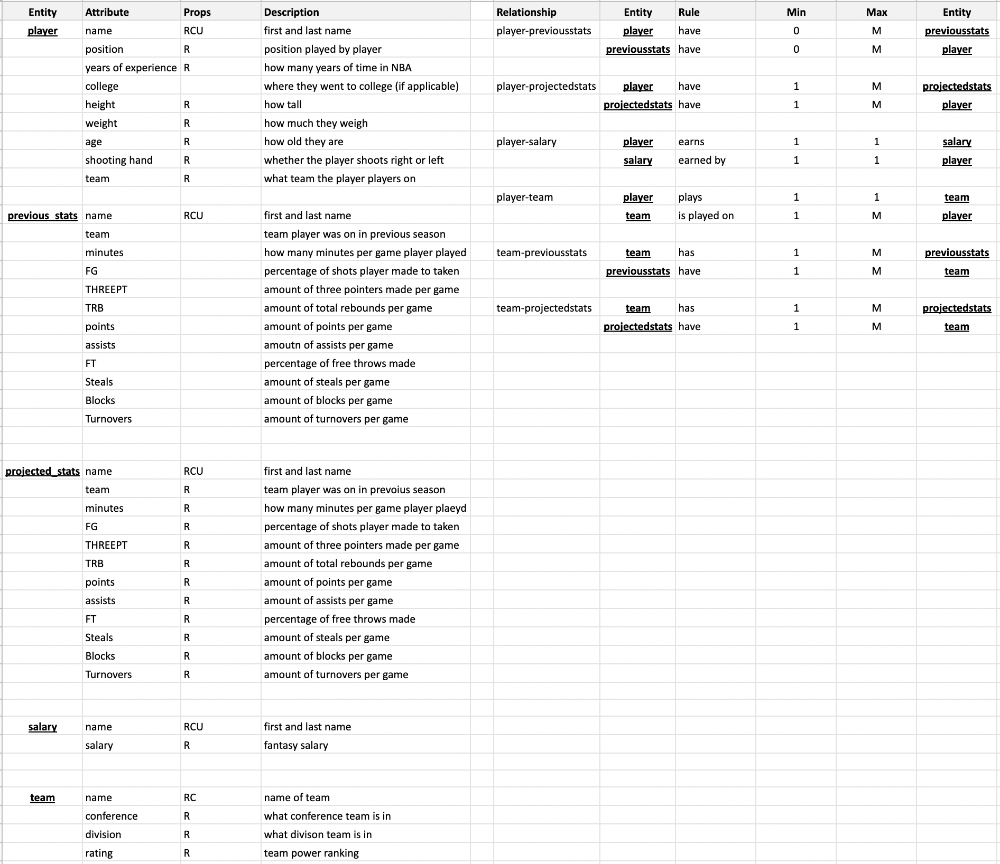 Entity Attribute Props Description Relationship Entity Rule Min Max Entity
player name RCU first and last name player-previousstats player have 0 M previousstats
position R position played by player previousstats have 0 M player
years of experience R how many years of time in NBA
college where they went to college (if applicable) player-projectedstats player have 1 M projectedstats
height R how tall projectedstats have 1 M player
weight R how much they weigh
age R how old they are player-salary player earns 1 1 salary
shooting hand R whether the player shoots right or left salary earned by 1 1 player
team R what team the player players on
player-team player plays 1 1 team
previous_stats name RCU first and last name team is played on 1 M player
team team player was on in previous season
minutes how many minutes per game player played team-previousstats team has 1 M previousstats
FG percentage of shots player made to taken previousstats have 1 M team
THREEPT amount of three pointers made per game
TRB amount of total rebounds per game team-projectedstats team has 1 M projectedstats
points amount of points per game projectedstats have 1 M team
assists amoutn of assists per game
FT percentage of free throws made
Steals amount of steals per game
Blocks amount of blocks per game
Turnovers amount of turnovers per game
projected_stats name RCU first and last name
team R team player was on in prevoius season
minutes R how many minutes per game player plaeyd
FG R percentage of shots player made to taken
THREEPT R amount of three pointers made per game
TRB R amount of total rebounds per game
points R amount of points per game
assists R amount of assists per game
FT R percentage of free throws made
Steals R amount of steals per game
Blocks R amount of blocks per game
Turnovers R amount of turnovers per game
salary name RCU first and last name
salary R fantasy salary
team name RC name of team
conference R what conference team is in
division R what divison team is in
rating R team power ranking